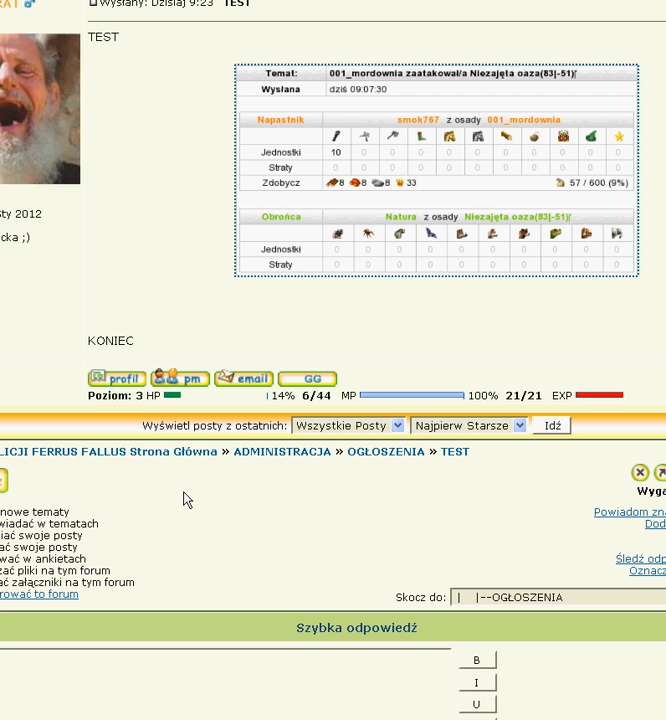 Wysłany: Dzisiaj 9:23 TEST
TEST
Temat: 001_mordownia zaatakował/a Niezajęta oaza(83|-51)
Wysłana dziś 09:07:30
Napastnik smok767 z osady 001_mordownia
Jednostki 10 0 0 0 0 0 0 0 0 0 0
Straty 0 0 0 0 0 0 0 0 0 0 0
Zdobycz 8 8 8 33 57 / 600 (9%)
Obrońca Natura z osady Niezajęta oaza(83|-51)
Jednostki 0 0 0 0 0 0 0 0 0 0
Straty 0 0 0 0 0 0 0 0 0 0
sty 2012
cka ;)
KONIEC
profil pm email GG
Poziom: 3 HP 14% 6/44 MP 100% 21/21 EXP
Wyświetl posty z ostatnich: Wszystkie Posty Najpierw Starsze Idź
LICJI FERRUS FALLUS Strona Główna » ADMINISTRACJA » OGŁOSZENIA » TEST
Wyga
nowe tematy
wiadać w tematach
iać swoje posty
ać swoje posty
wać w ankietach
zać pliki na tym forum
ać załączniki na tym forum
rować to forum
Powiadom zna
Dod
Śledź odp
Oznacz
Skocz do: | |--OGŁOSZENIA
Szybka odpowiedź
B
I
U